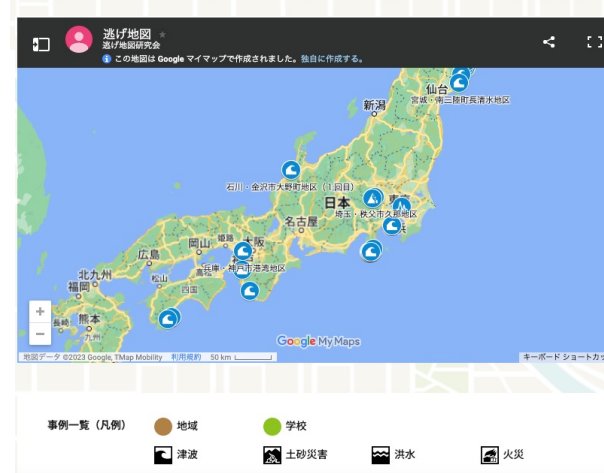 逃げ地図
逃げ地図研究会
この地図は Google マイマップで作成されました。独自に作成する。
仙台
宮城・南三陸町長清水地区
新潟
石川・金沢市大野町地区（1回目）
日本
埼玉・秩父市久那地区
名古屋
岡山
姫路
大阪
広島
兵庫・神戸市港湾地区
北九州
松山
高松
福岡
四国
熊本
長崎
九州
+
−
Google My Maps
地図データ ©2023 Google, TMap Mobility 利用規約 50 km
キーボード ショートカッ
事例一覧（凡例） 地域 学校
津波 土砂災害 洪水 火災